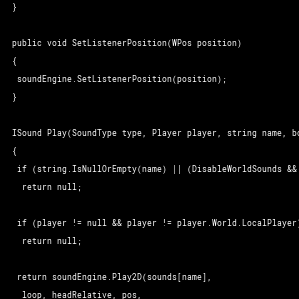 }
public void SetListenerPosition(WPos position)
{
soundEngine.SetListenerPosition(position);
}
ISound Play(SoundType type, Player player, string name, bo
{
if (string.IsNullOrEmpty(name) || (DisableWorldSounds &&
return null;
if (player != null && player != player.World.LocalPlayer)
return null;
return soundEngine.Play2D(sounds[name],
loop, headRelative, pos,